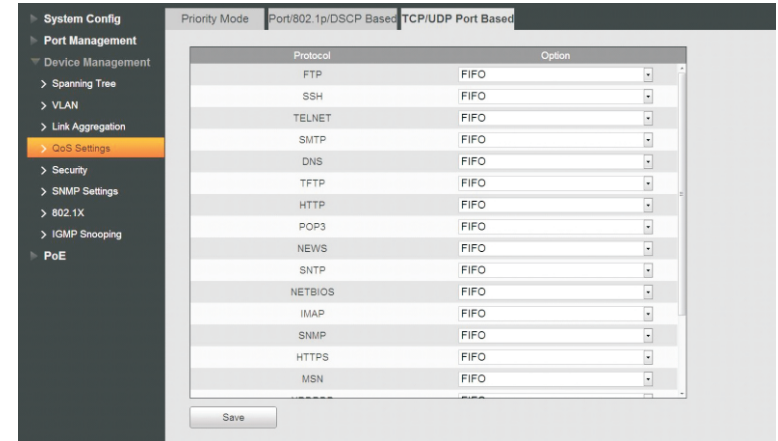 System Config
Port Management
Device Management
Spanning Tree
VLAN
Link Aggregation
QoS Settings
Security
SNMP Settings
802.1X
IGMP Snooping
PoE
Priority Mode Port/802.1p/DSCP Based TCP/UDP Port Based
Protocol Option
FTP FIFO
SSH FIFO
TELNET FIFO
SMTP FIFO
DNS FIFO
TFTP FIFO
HTTP FIFO
POP3 FIFO
NEWS FIFO
SNTP FIFO
NETBIOS FIFO
IMAP FIFO
SNMP FIFO
HTTPS FIFO
MSN FIFO
Save